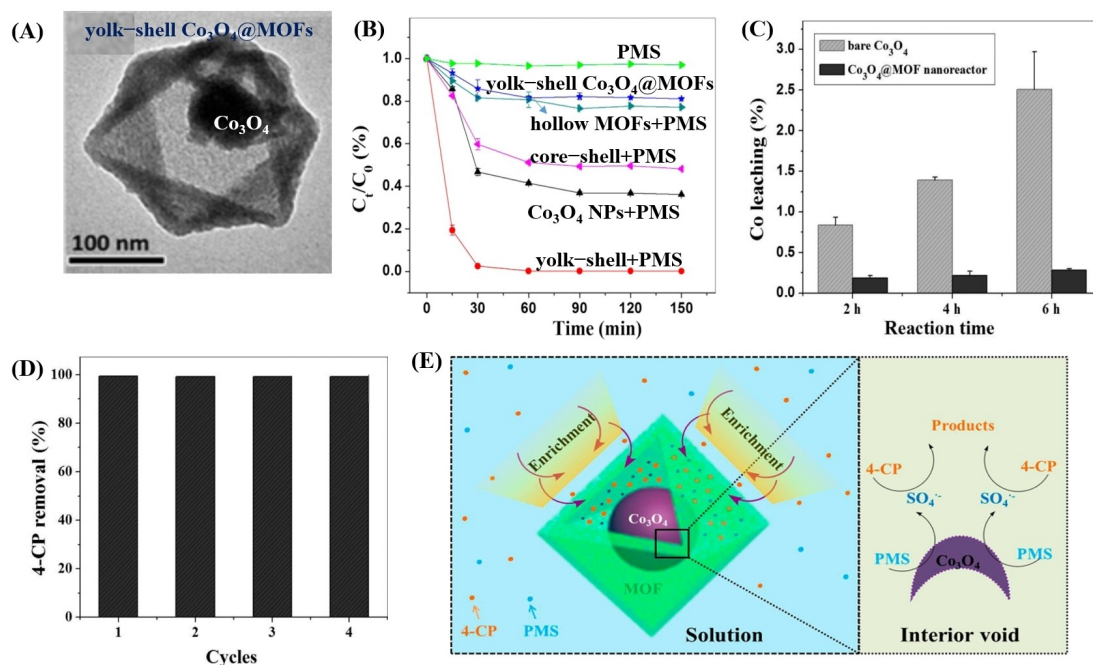 (A)
yolk−shell Co₃O₄@MOFs
Co₃O₄
100 nm
(B)
Cₜ/C₀ (%)
1.0
0.8
0.6
0.4
0.2
0.0
PMS
yolk−shell Co₃O₄@MOFs
hollow MOFs+PMS
core−shell+PMS
Co₃O₄ NPs+PMS
yolk−shell+PMS
0 30 60 90 120 150
Time (min)
(C)
Co leaching (%)
3.0
2.5
2.0
1.5
1.0
0.5
0.0
bare Co₃O₄
Co₃O₄@MOF nanoreactor
2 h 4 h 6 h
Reaction time
(D)
4-CP removal (%)
100
80
60
40
20
0
1 2 3 4
Cycles
(E)
Enrichment
Enrichment
Co₃O₄
MOF
4-CP
PMS
Solution
Products
4-CP
4-CP
SO₄·-
SO₄·-
PMS
PMS
Co₃O₄
Interior void